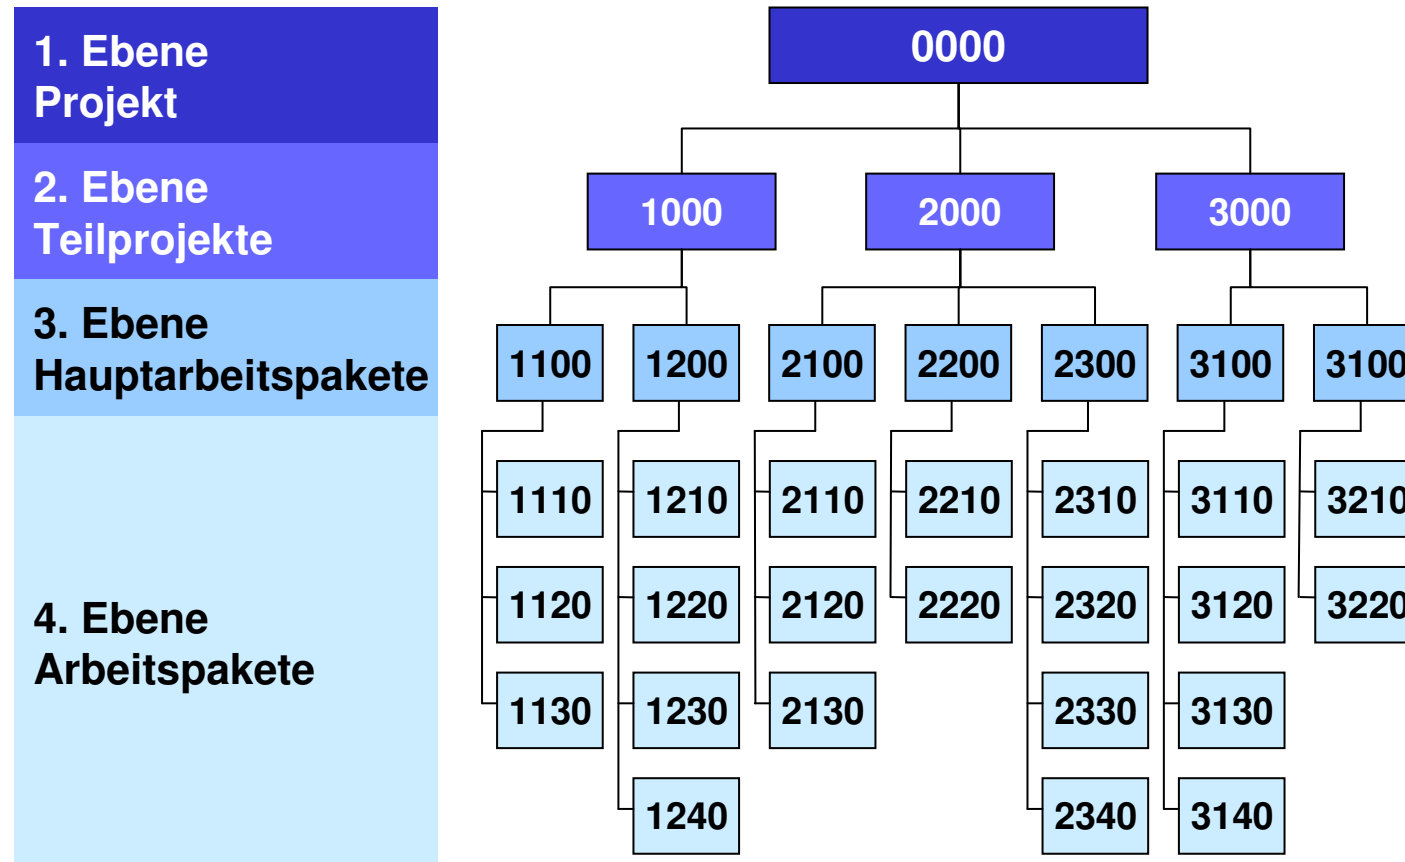 1. Ebene
Projekt
0000
2. Ebene
Teilprojekte
1000 2000 3000
3. Ebene
Hauptarbeitspakete
1100 1200 2100 2200 2300 3100 3100
1110 1210 2110 2210 2310 3110 3210
4. Ebene
Arbeitspakete
1120 1220 2120 2220 2320 3120 3220
1130 1230 2130 2330 3130
1240 2340 3140